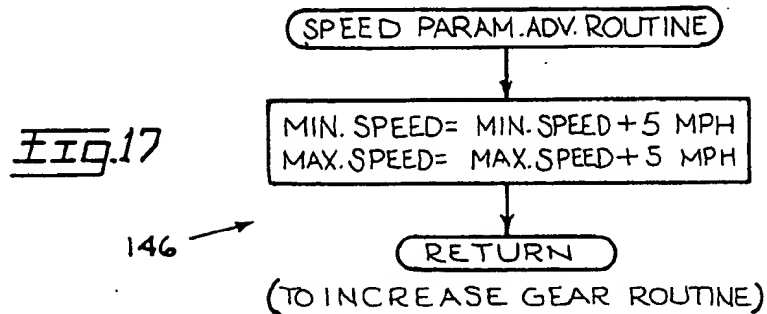 SPEED PARAM.ADV. ROUTINE
MIN. SPEED= MIN. SPEED+5 MPH
MAX. SPEED= MAX. SPEED+5 MPH
Fig.17
146
RETURN
(TO INCREASE GEAR ROUTINE)